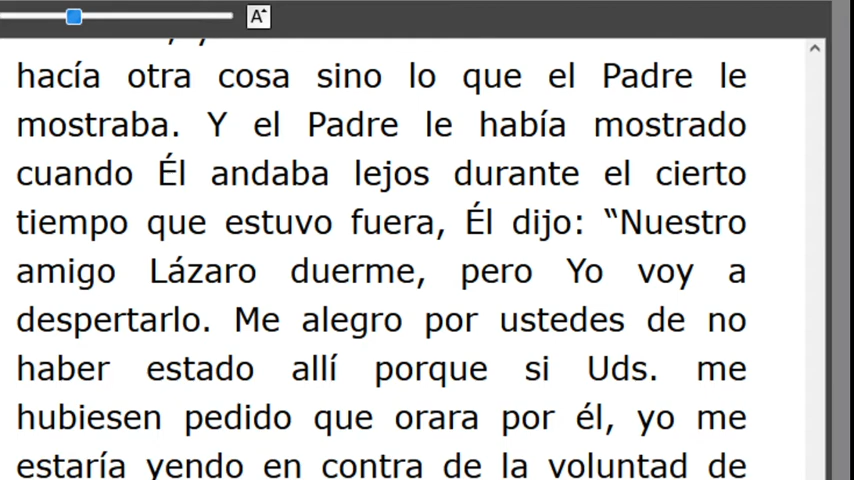 A
hacía otra cosa sino lo que el Padre le
mostraba. Y el Padre le había mostrado
cuando Él andaba lejos durante el cierto
tiempo que estuvo fuera, Él dijo: “Nuestro
amigo Lázaro duerme, pero Yo voy a
despertarlo. Me alegro por ustedes de no
haber estado allí porque si Uds. me
hubiesen pedido que orara por él, yo me
estaría yendo en contra de la voluntad de